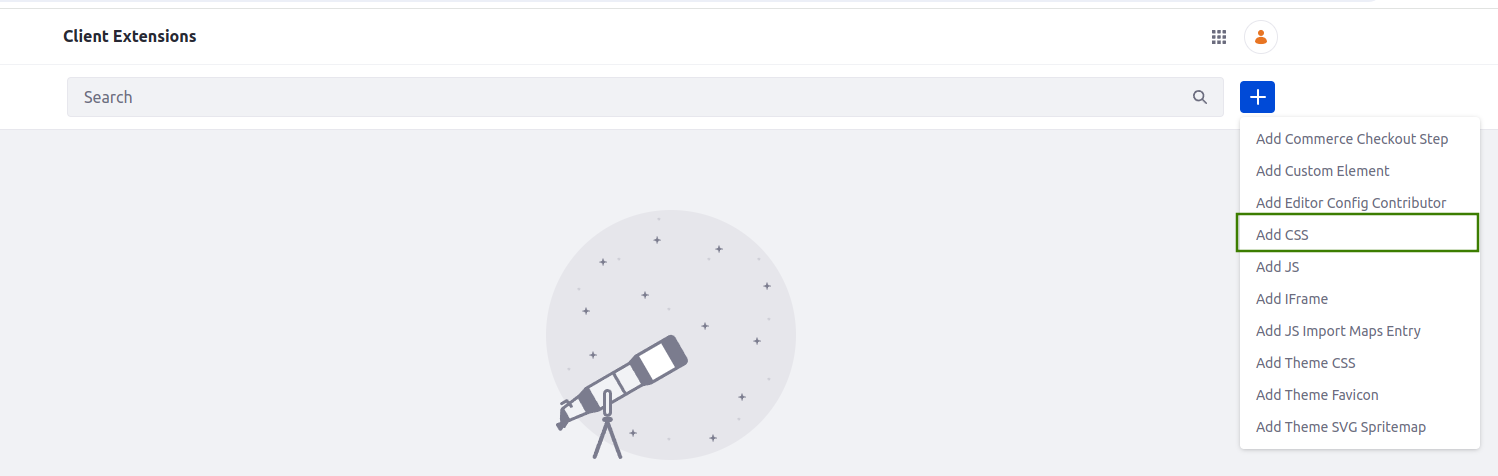 Client Extensions
Search
Add Commerce Checkout Step
Add Custom Element
Add Editor Config Contributor
Add CSS
Add JS
Add IFrame
Add JS Import Maps Entry
Add Theme CSS
Add Theme Favicon
Add Theme SVG Spritemap